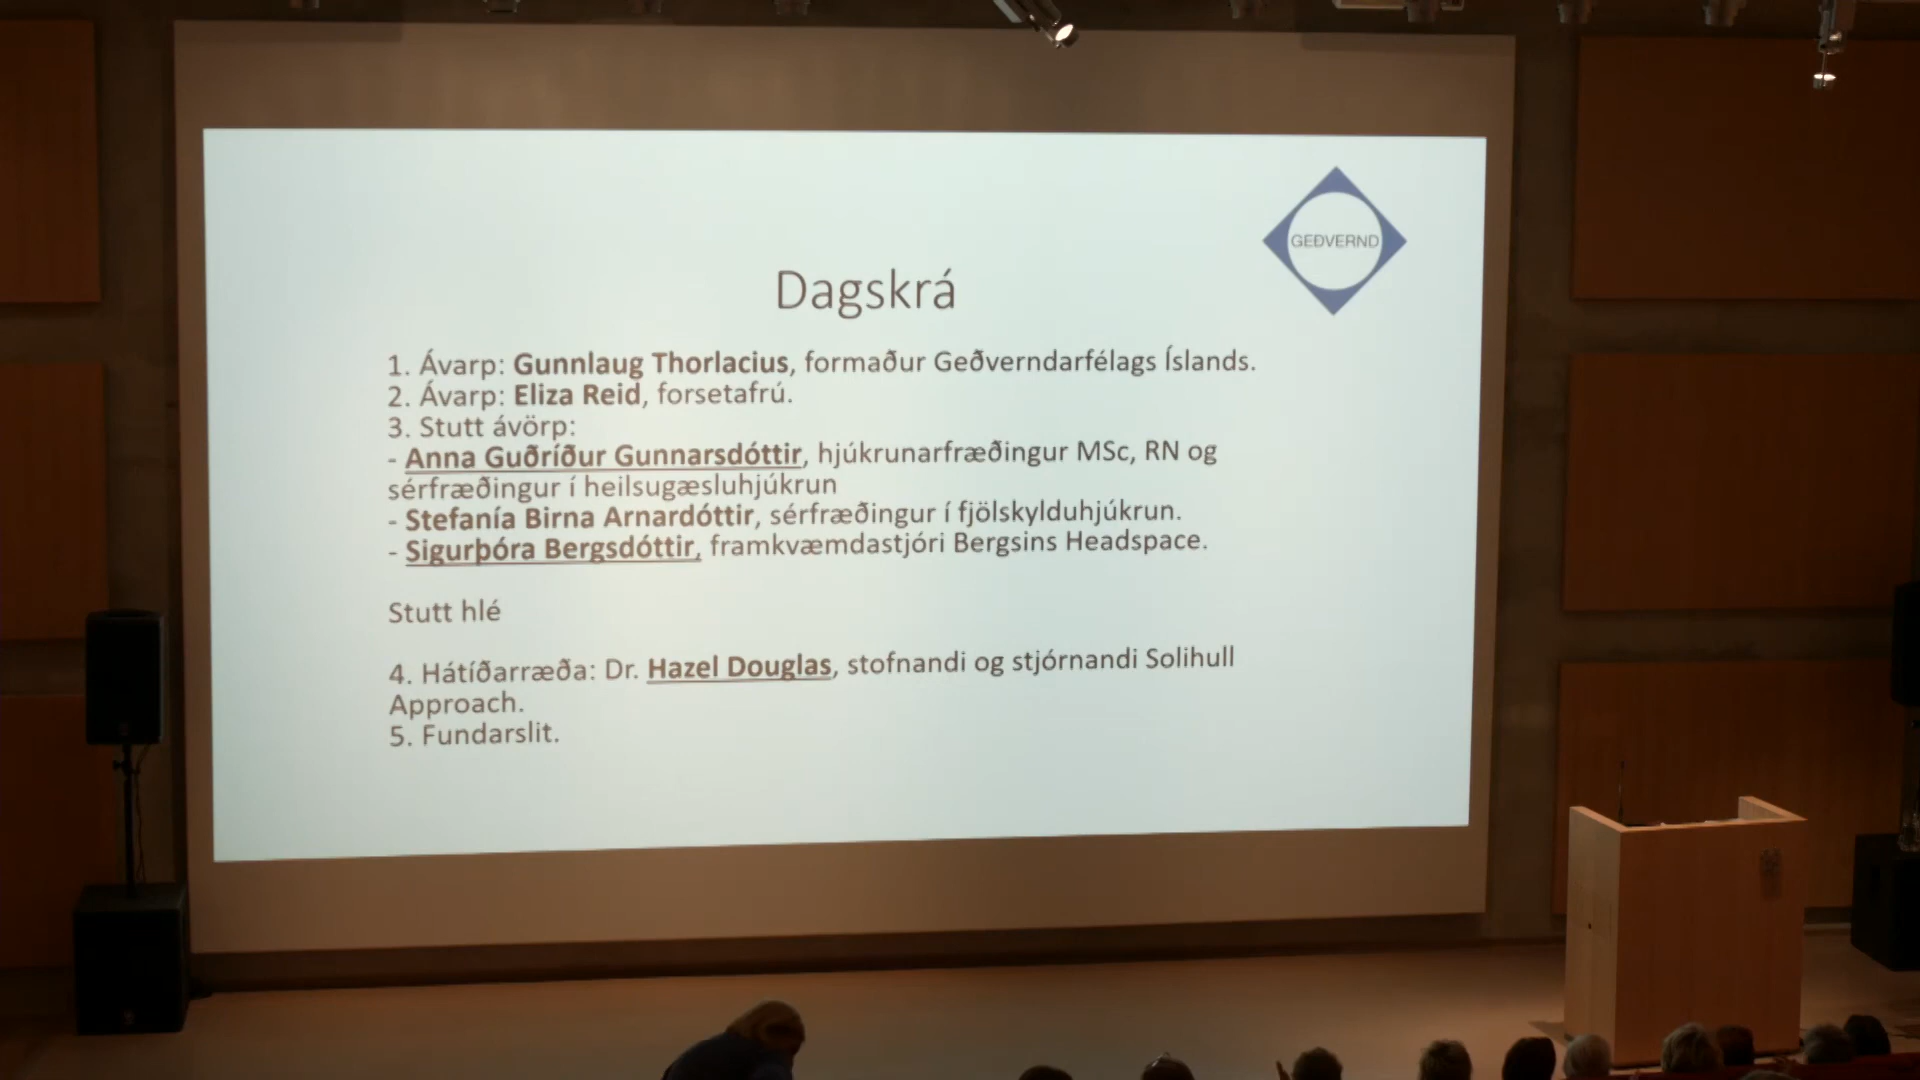 GEÐVERND
Dagskrá
1. Ávarp: Gunnlaug Thorlacius, formaður Geðverndarfélags Íslands.
2. Ávarp: Eliza Reid, forsetafrú.
3. Stutt ávörp:
- Anna Guðríður Gunnarsdóttir, hjúkrunarfræðingur MSc, RN og
sérfræðingur í heilsugæsluhjúkrun
- Stefanía Birna Arnardóttir, sérfræðingur í fjölskylduhjúkrun.
- Sigurþóra Bergsdóttir, framkvæmdastjóri Bergsins Headspace.
Stutt hlé
4. Hátíðarræða: Dr. Hazel Douglas, stofnandi og stjórnandi Solihull
Approach.
5. Fundarslit.